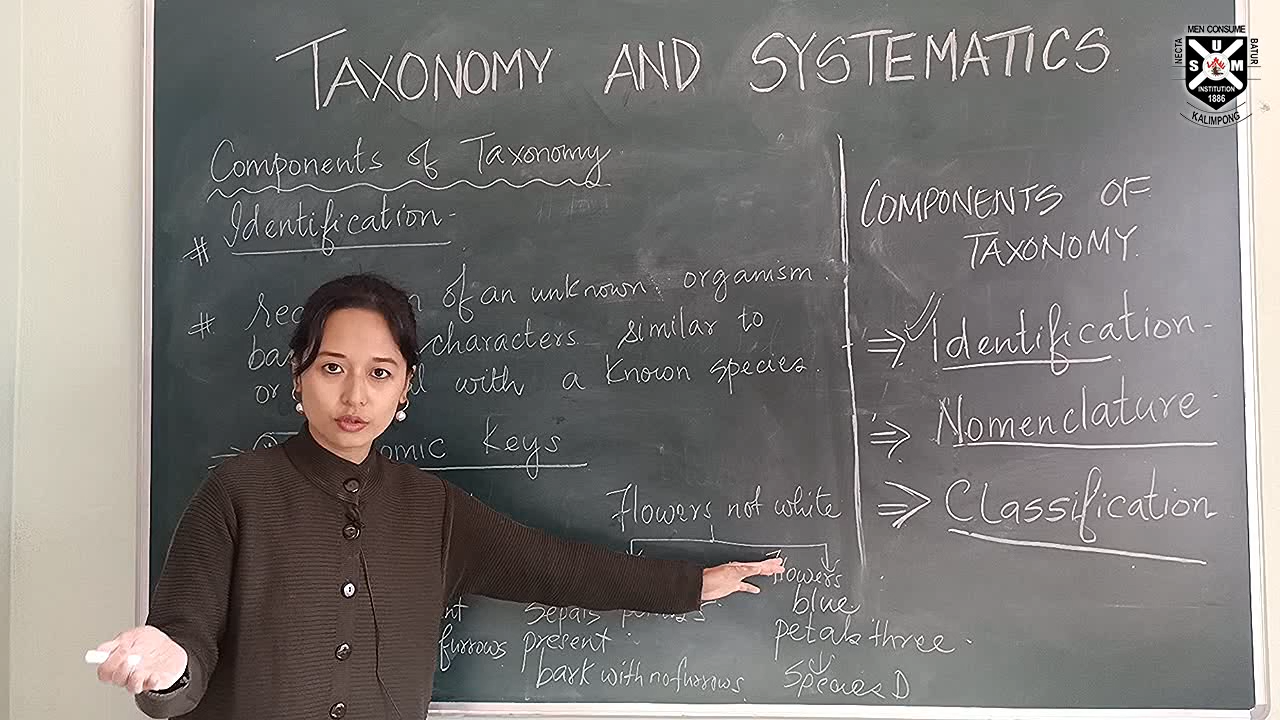 TAXONOMY AND SYSTEMATICS
Components of Taxonomy
# Identification -
# of an unknown organism.
characters similar to
or with a known species.
Keys
Flowers not white
flowers
blue
Sepals
petals three.
furrows present
bark with no furrows
Species D
COMPONENTS OF
TAXONOMY.
⇒ ✓ Identification -
⇒ Nomenclature -
⇒ Classification
MEN CONSUME
NECTA
BATUR
S U M
INSTITUTION
1886
KALIMPONG